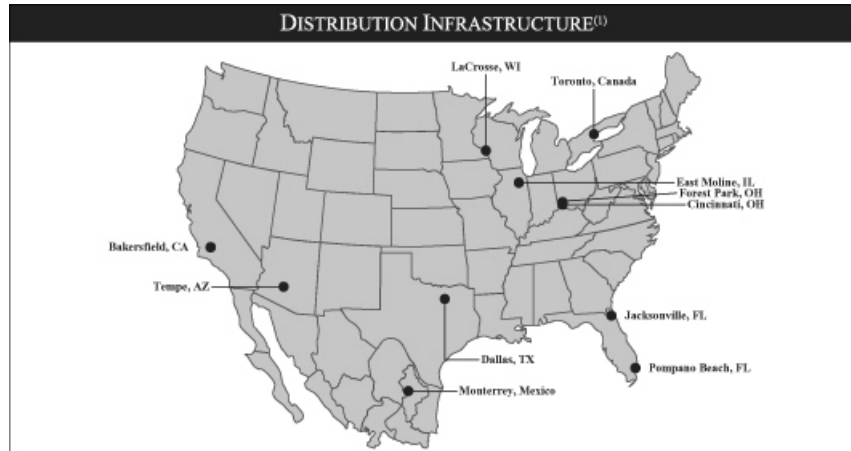 DISTRIBUTION INFRASTRUCTURE(1)
LaCrosse, WI
Toronto, Canada
East Moline, IL
Forest Park, OH
Cincinnati, OH
Bakersfield, CA
Tempe, AZ
Jacksonville, FL
Dallas, TX
Pompano Beach, FL
Monterrey, Mexico